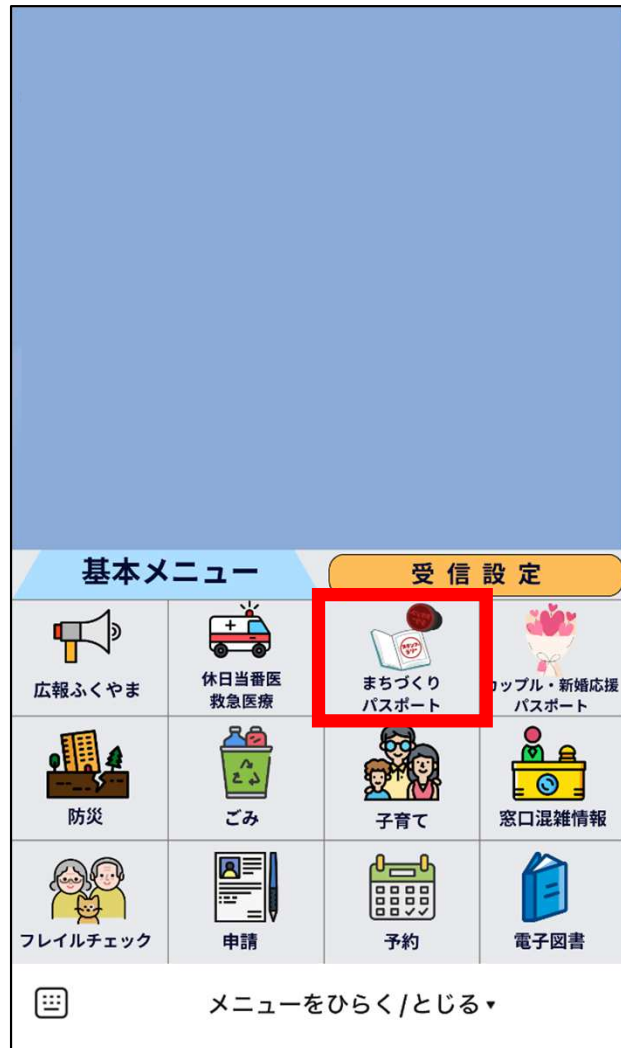 基本メニュー
受信設定
広報ふくやま
休日当番医
救急医療
まちづくり
パスポート
ップル・新婚応援
パスポート
防災
ごみ
子育て
窓口混雑情報
フレイルチェック
申請
予約
電子図書
メニューをひらく/とじる▾